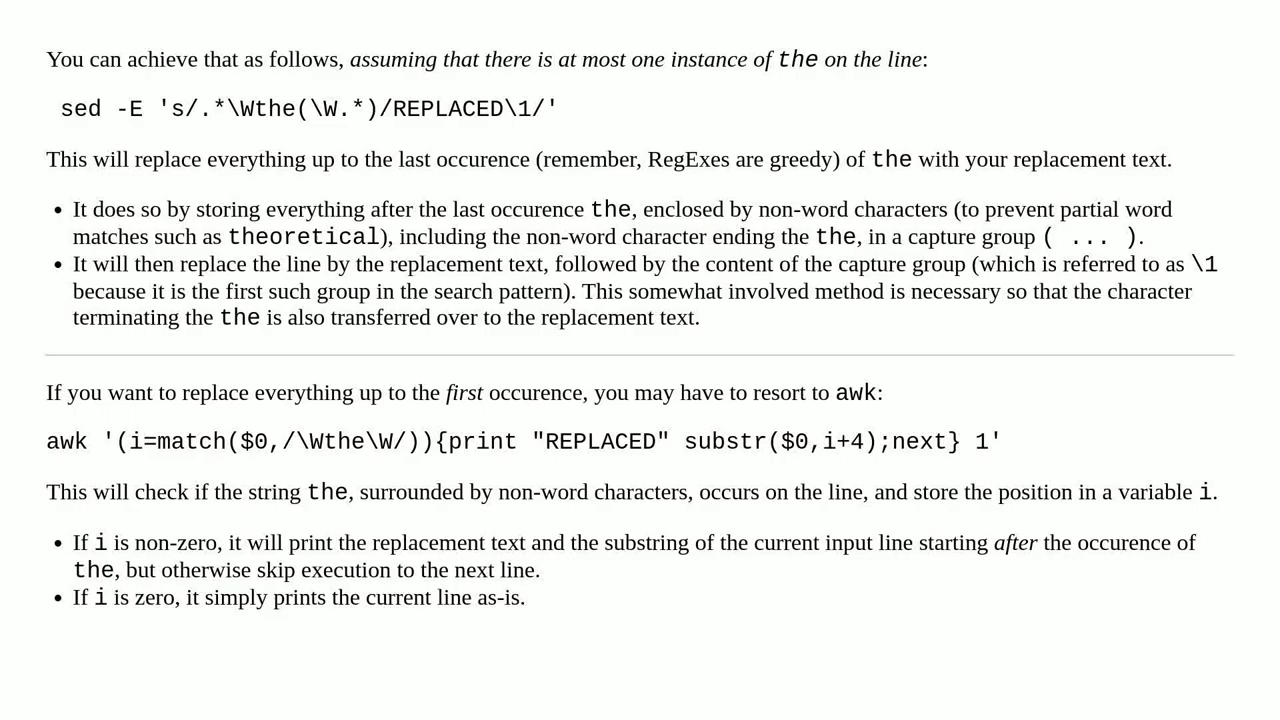 You can achieve that as follows, assuming that there is at most one instance of the on the line:
sed -E 's/.*\Wthe(\W.*)/REPLACED\1/'
This will replace everything up to the last occurence (remember, RegExes are greedy) of the with your replacement text.
• It does so by storing everything after the last occurence the, enclosed by non-word characters (to prevent partial word
matches such as theoretical), including the non-word character ending the the, in a capture group ( ... ).
• It will then replace the line by the replacement text, followed by the content of the capture group (which is referred to as \1
because it is the first such group in the search pattern). This somewhat involved method is necessary so that the character
terminating the the is also transferred over to the replacement text.
If you want to replace everything up to the first occurence, you may have to resort to awk:
awk '(i=match($0,/\Wthe\W/)){print "REPLACED" substr($0,i+4);next} 1'
This will check if the string the, surrounded by non-word characters, occurs on the line, and store the position in a variable i.
• If i is non-zero, it will print the replacement text and the substring of the current input line starting after the occurence of
the, but otherwise skip execution to the next line.
• If i is zero, it simply prints the current line as-is.